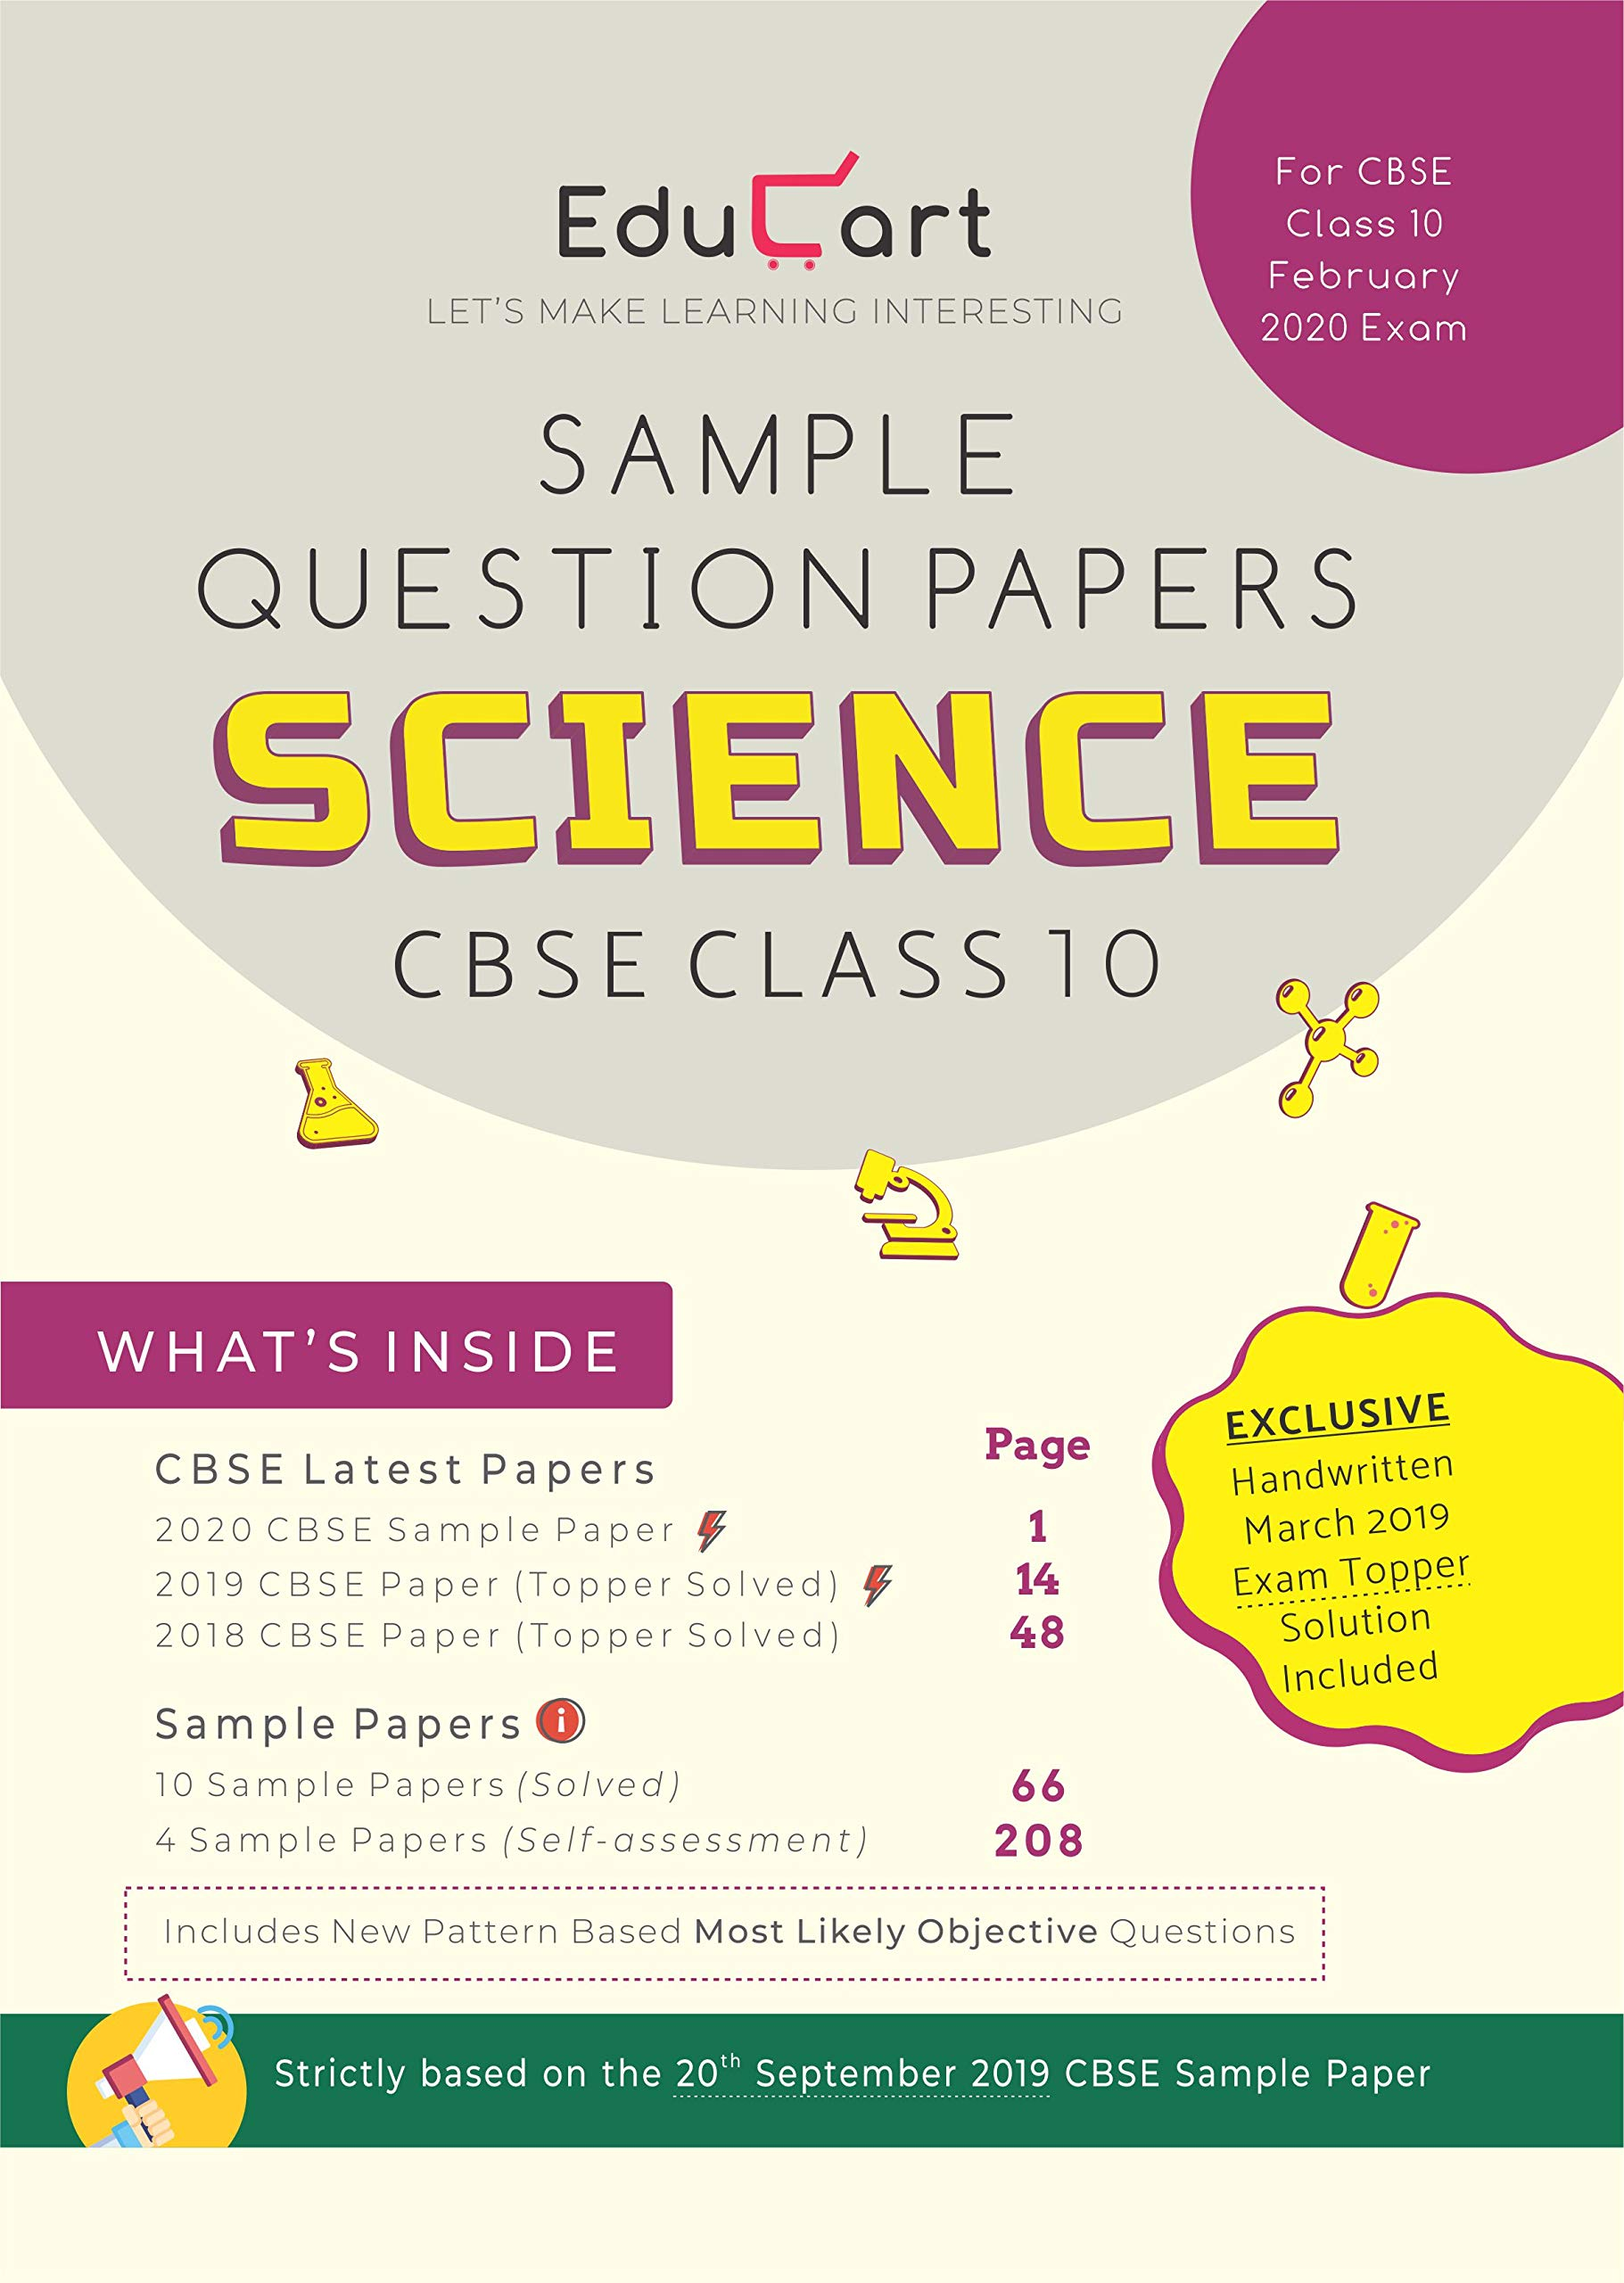 For CBSE
Class 10
February
2020 Exam
EduCart
LET'S MAKE LEARNING INTERESTING
SAMPLE
QUESTION PAPERS
SCIENCE
CBSE CLASS 10
WHAT'S INSIDE
Page
CBSE Latest Papers
2020 CBSE Sample Paper 1
2019 CBSE Paper (Topper Solved) 14
2018 CBSE Paper (Topper Solved) 48
Sample Papers i
10 Sample Papers (Solved) 66
4 Sample Papers (Self-assessment) 208
EXCLUSIVE
Handwritten
March 2019
Exam Topper
Solution
Included
Includes New Pattern Based Most Likely Objective Questions
Strictly based on the 20th September 2019 CBSE Sample Paper